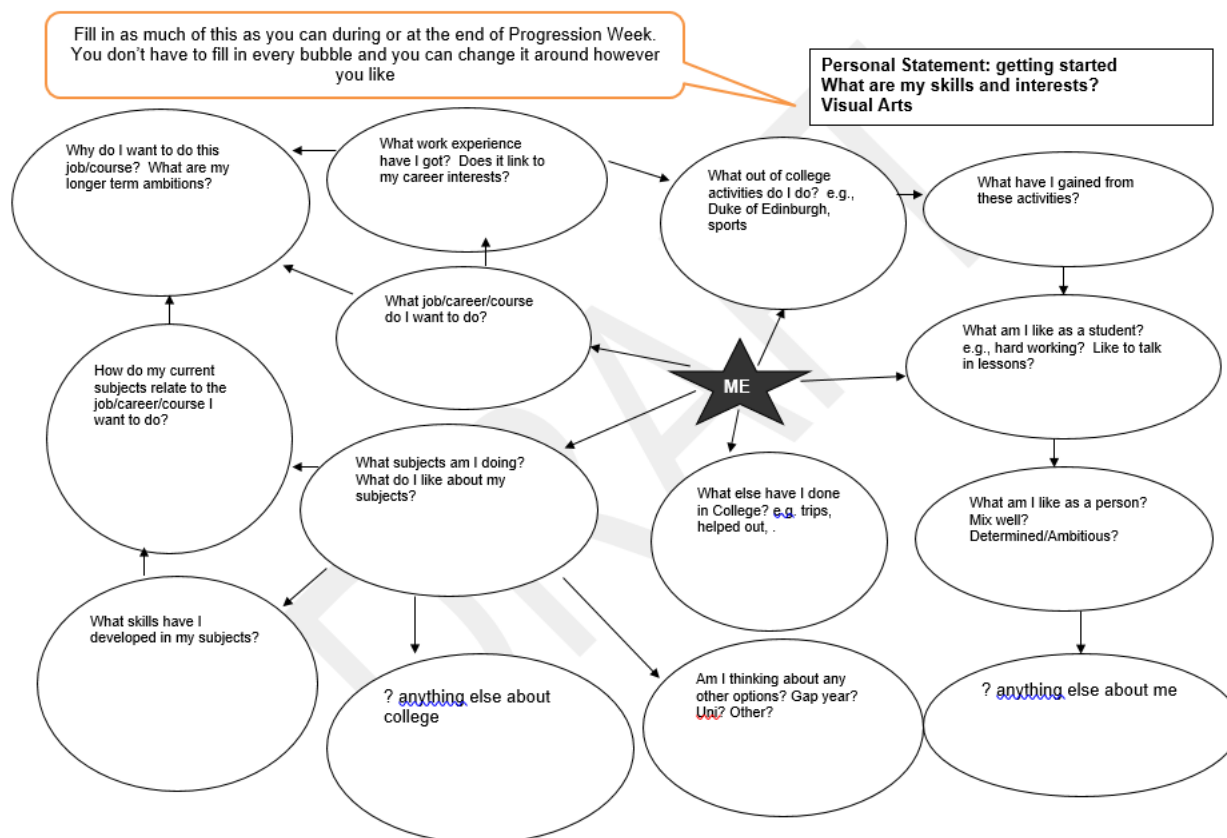 Fill in as much of this as you can during or at the end of Progression Week.
You don't have to fill in every bubble and you can change it around however
you like
Personal Statement: getting started
What are my skills and interests?
Visual Arts
Why do I want to do this
job/course?  What are my
longer term ambitions?
What work experience
have I got?  Does it link to
my career interests?
What out of college
activities do I do?  e.g.,
Duke of Edinburgh,
sports
What have I gained from
these activities?
What job/career/course
do I want to do?
What am I like as a student?
e.g., hard working?  Like to talk
in lessons?
How do my current
subjects relate to the
job/career/course I
want to do?
ME
What subjects am I doing?
What do I like about my
subjects?
What else have I done
in College? e.g. trips,
helped out, .
What am I like as a person?
Mix well?
Determined/Ambitious?
What skills have I
developed in my subjects?
? anything else about
college
Am I thinking about any
other options? Gap year?
Uni? Other?
? anything else about me
DRAFT